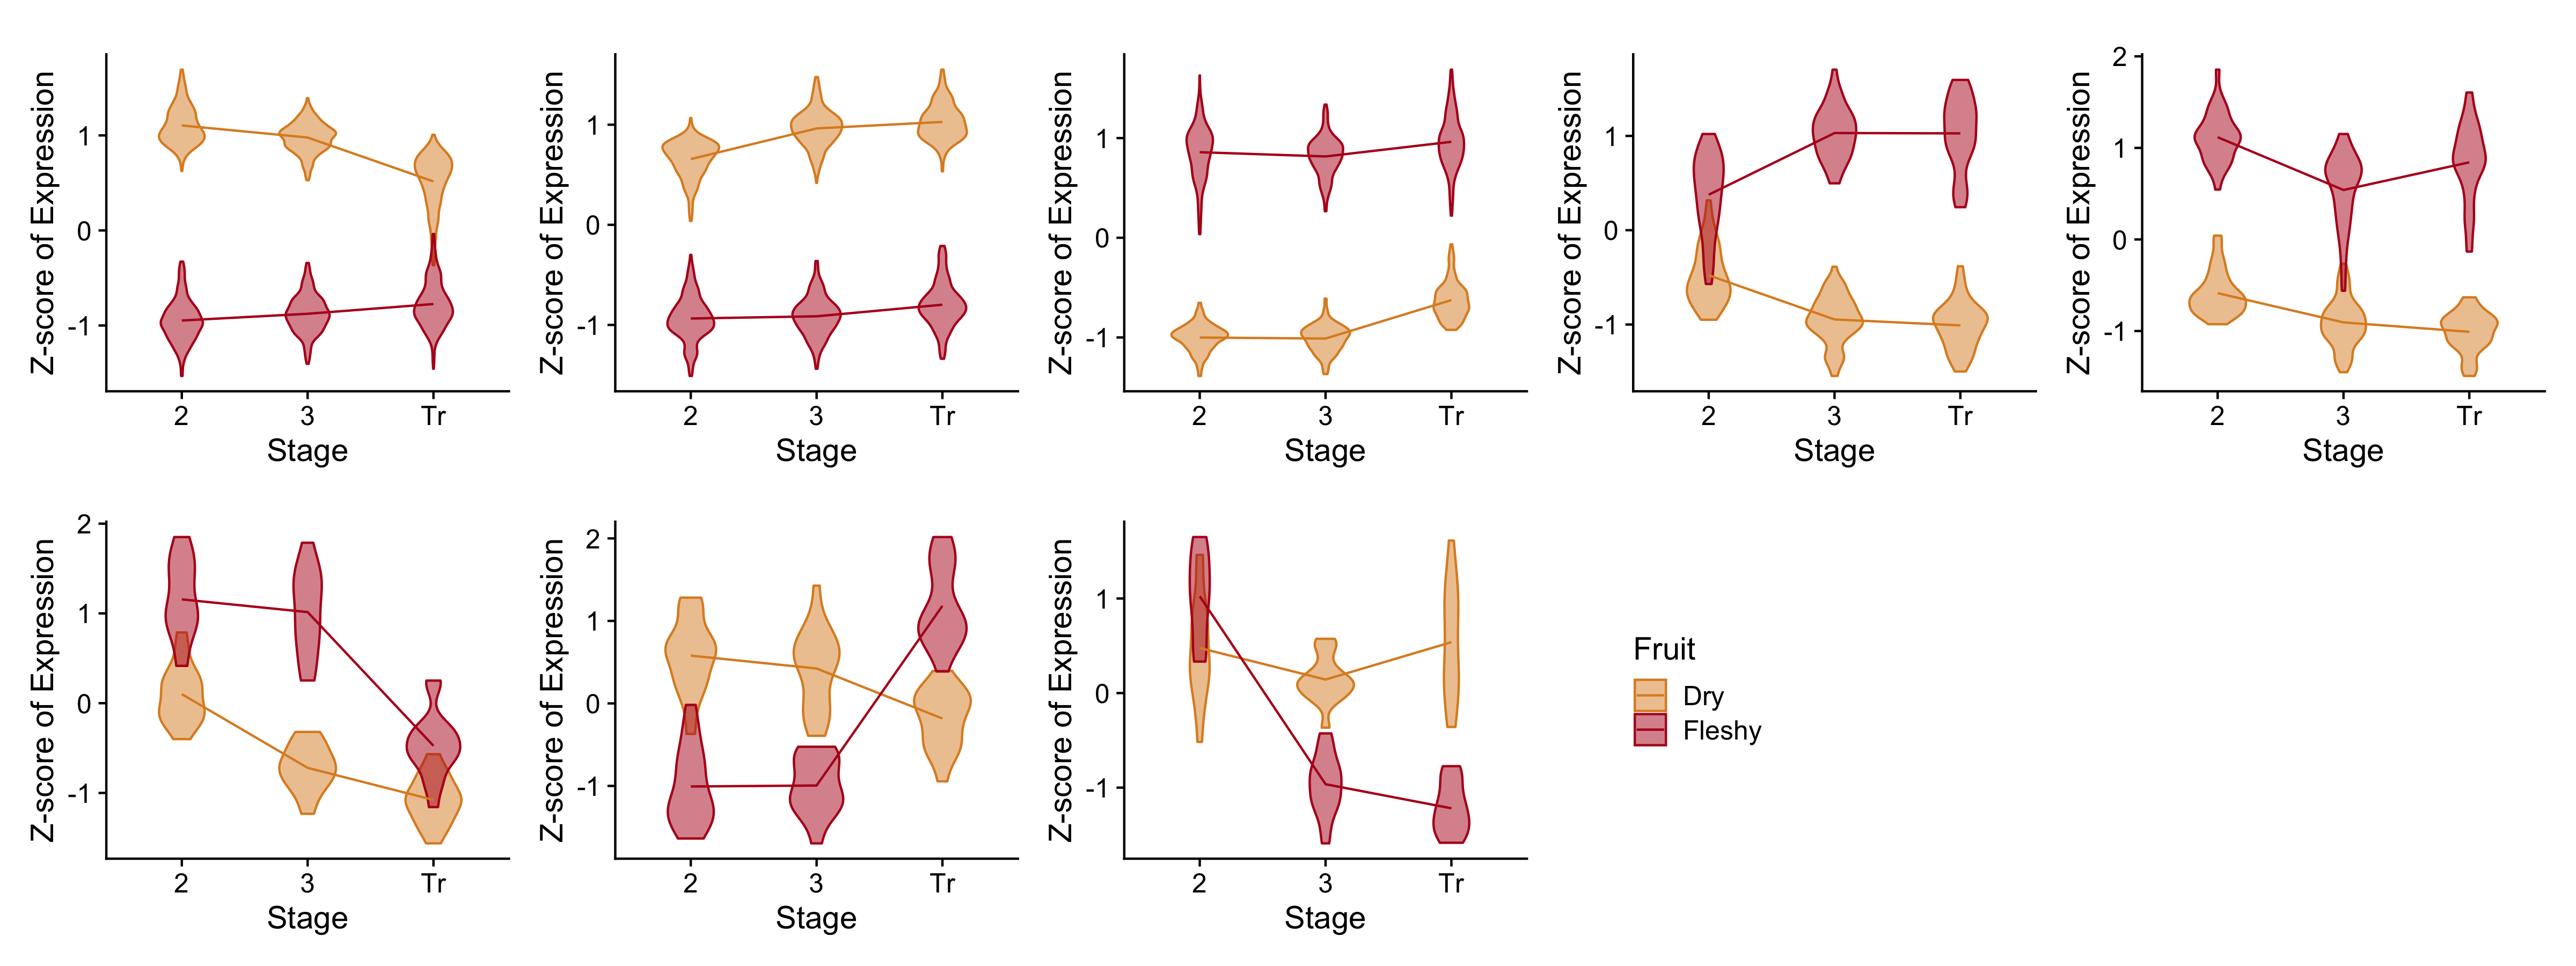 Z-score of Expression
1
0
-1
2 3 Tr
Stage
Z-score of Expression
1
0
-1
2 3 Tr
Stage
Z-score of Expression
1
0
-1
2 3 Tr
Stage
Z-score of Expression
1
0
-1
2 3 Tr
Stage
Z-score of Expression
2
1
0
-1
2 3 Tr
Stage
Z-score of Expression
2
1
0
-1
2 3 Tr
Stage
Z-score of Expression
2
1
0
-1
2 3 Tr
Stage
Z-score of Expression
1
0
-1
2 3 Tr
Stage
Fruit
Dry
Fleshy